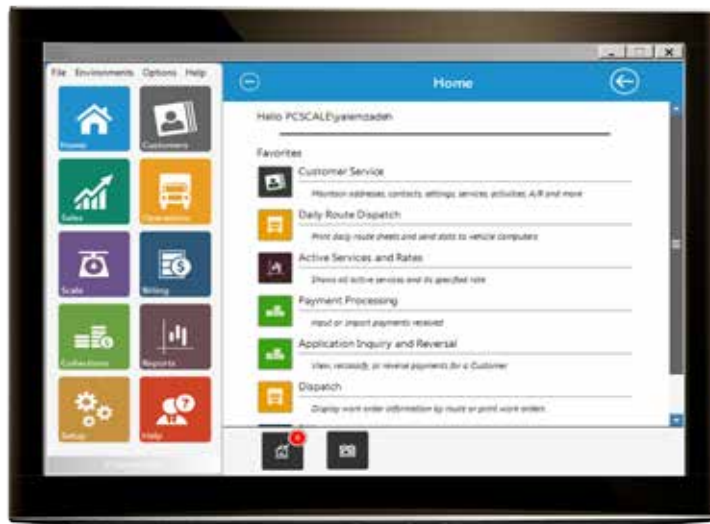 File Environments Options Help
Home
Home
Customers
Sales
Operations
Scale
Billing
Collections
Reports
Setup
Help
Hello PCSCALE\yalemzadeh
Favorites
Customer Service
Maintain addresses, contacts, settings, services, activities, A/R and more
Daily Route Dispatch
Print daily route sheets and send data to vehicle computers
Active Services and Rates
Shows all active services and its specified rate
Payment Processing
Input or import payments received
Application Inquiry and Reversal
View, reclassify, or reverse payments for a Customer
Dispatch
Display work order information by route or print work orders